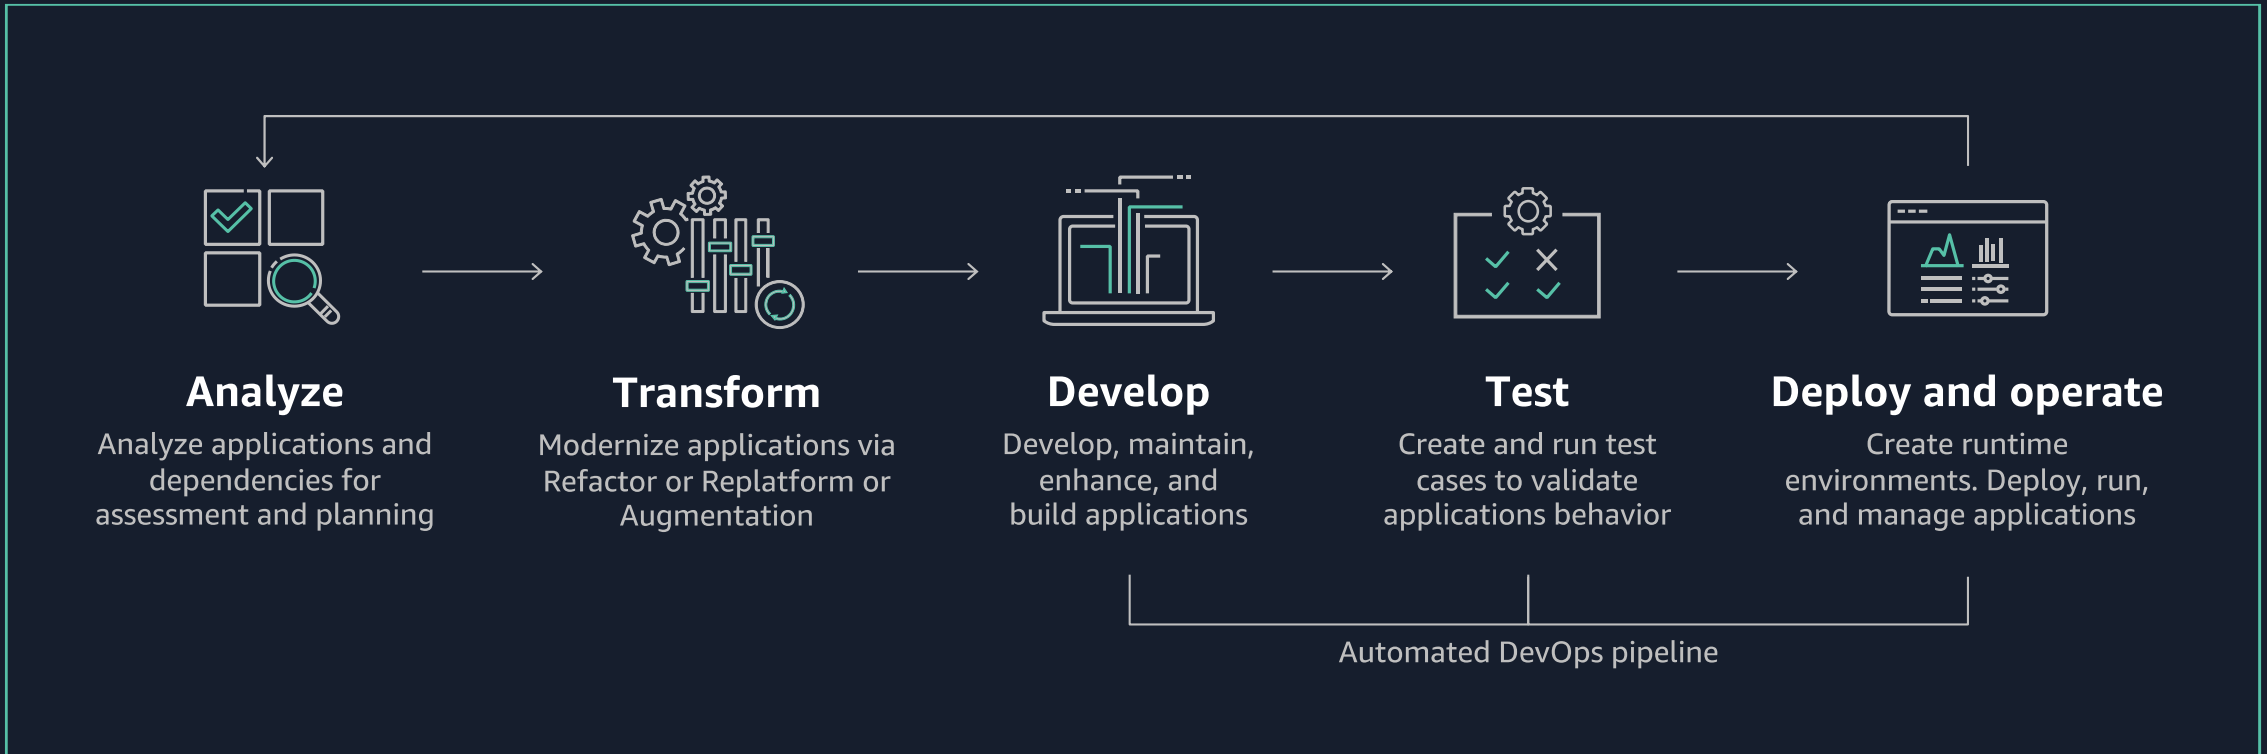 Analyze
Analyze applications and
dependencies for
assessment and planning
Transform
Modernize applications via
Refactor or Replatform or
Augmentation
Develop
Develop, maintain,
enhance, and
build applications
Test
Create and run test
cases to validate
applications behavior
Deploy and operate
Create runtime
environments. Deploy, run,
and manage applications
Automated DevOps pipeline